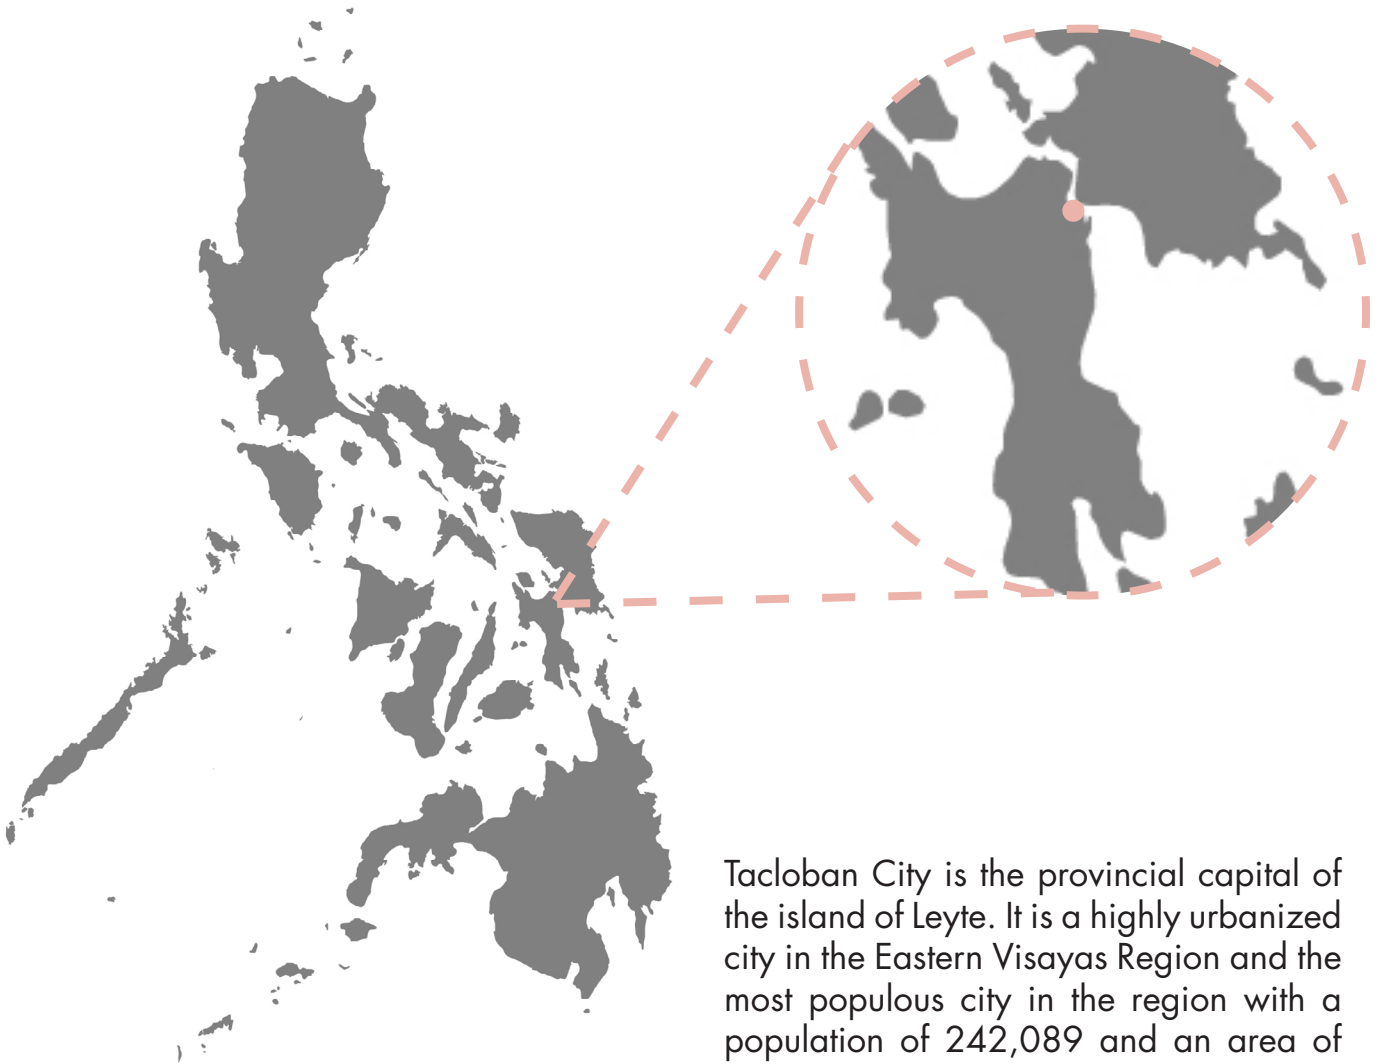 Tacloban City is the provincial capital of
the island of Leyte. It is a highly urbanized
city in the Eastern Visayas Region and the
most populous city in the region with a
population of 242,089 and an area of